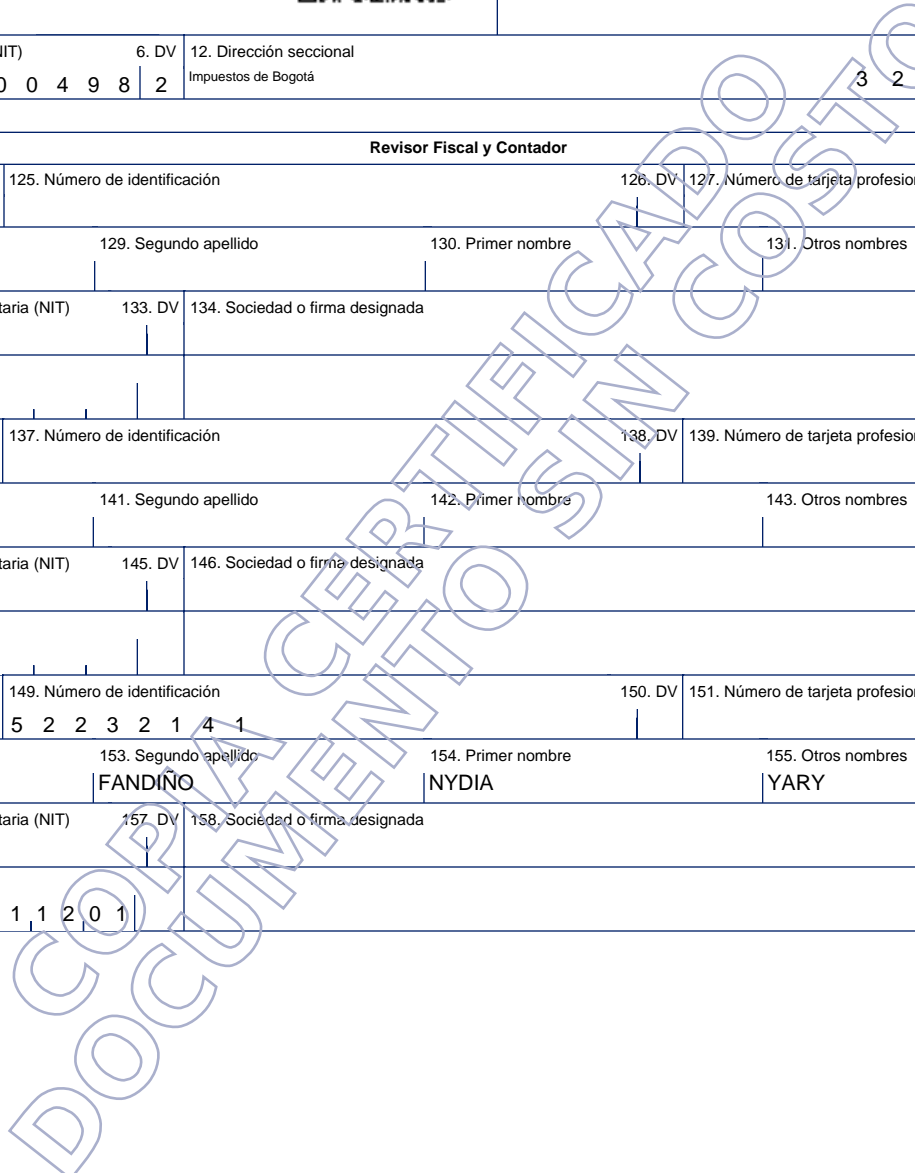 NIT) 6. DV 12. Dirección seccional
0 0 4 9 8 2 Impuestos de Bogotá 3 2
Revisor Fiscal y Contador
125. Número de identificación 126. DV 127. Número de tarjeta profesion
129. Segundo apellido 130. Primer nombre 131. Otros nombres
taria (NIT) 133. DV 134. Sociedad o firma designada
137. Número de identificación 138. DV 139. Número de tarjeta profesion
141. Segundo apellido 142. Primer nombre 143. Otros nombres
taria (NIT) 145. DV 146. Sociedad o firma designada
149. Número de identificación 150. DV 151. Número de tarjeta profesion
5 2 2 3 2 1 4 1
153. Segundo apellido 154. Primer nombre 155. Otros nombres
FANDIÑO NYDIA YARY
taria (NIT) 157. DV 158. Sociedad o firma designada
1 1 2 0 1
COPIA CERTIFICADO
DOCUMENTO SIN COSTO